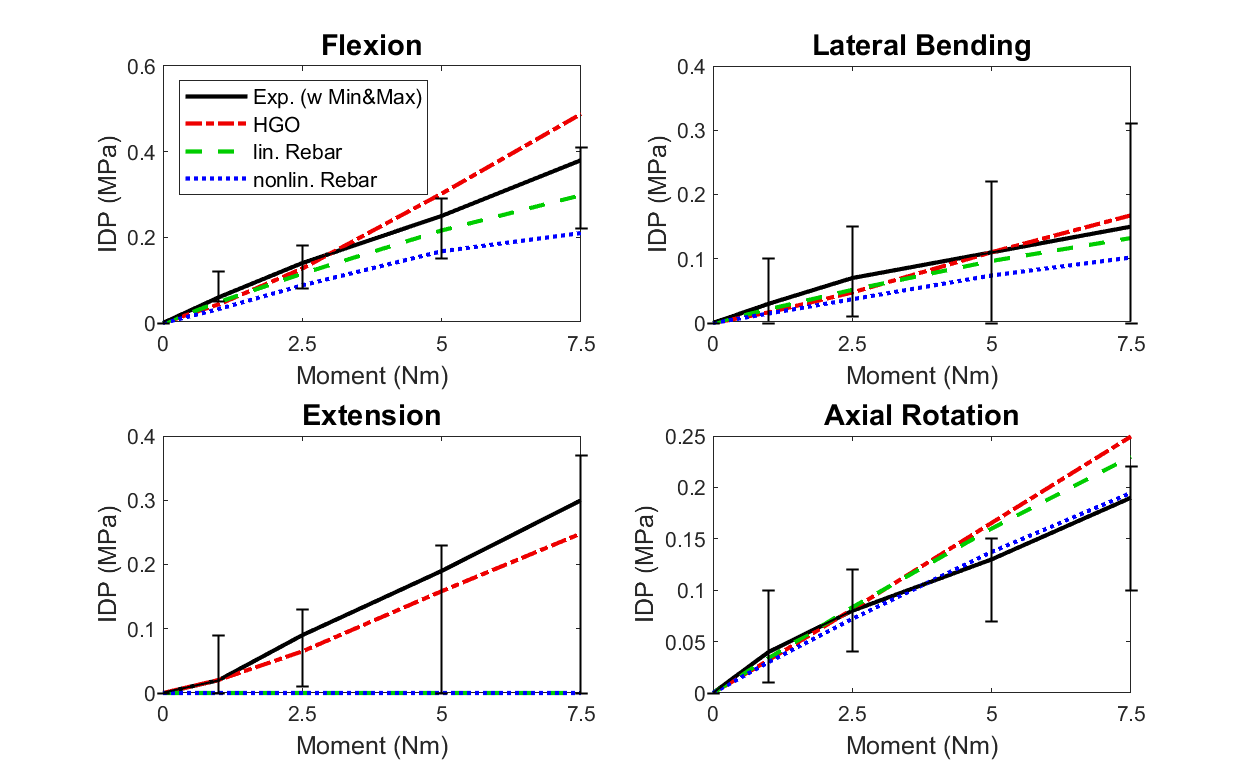 Flexion
0.6
0.4
0.2
0
IDP (MPa)
Exp. (w Min&Max)
HGO
lin. Rebar
nonlin. Rebar
0 2.5 5 7.5
Moment (Nm)
Lateral Bending
0.4
0.3
0.2
0.1
0
IDP (MPa)
0 2.5 5 7.5
Moment (Nm)
Extension
0.4
0.3
0.2
0.1
0
IDP (MPa)
0 2.5 5 7.5
Moment (Nm)
Axial Rotation
0.25
0.2
0.15
0.1
0.05
0
IDP (MPa)
0 2.5 5 7.5
Moment (Nm)